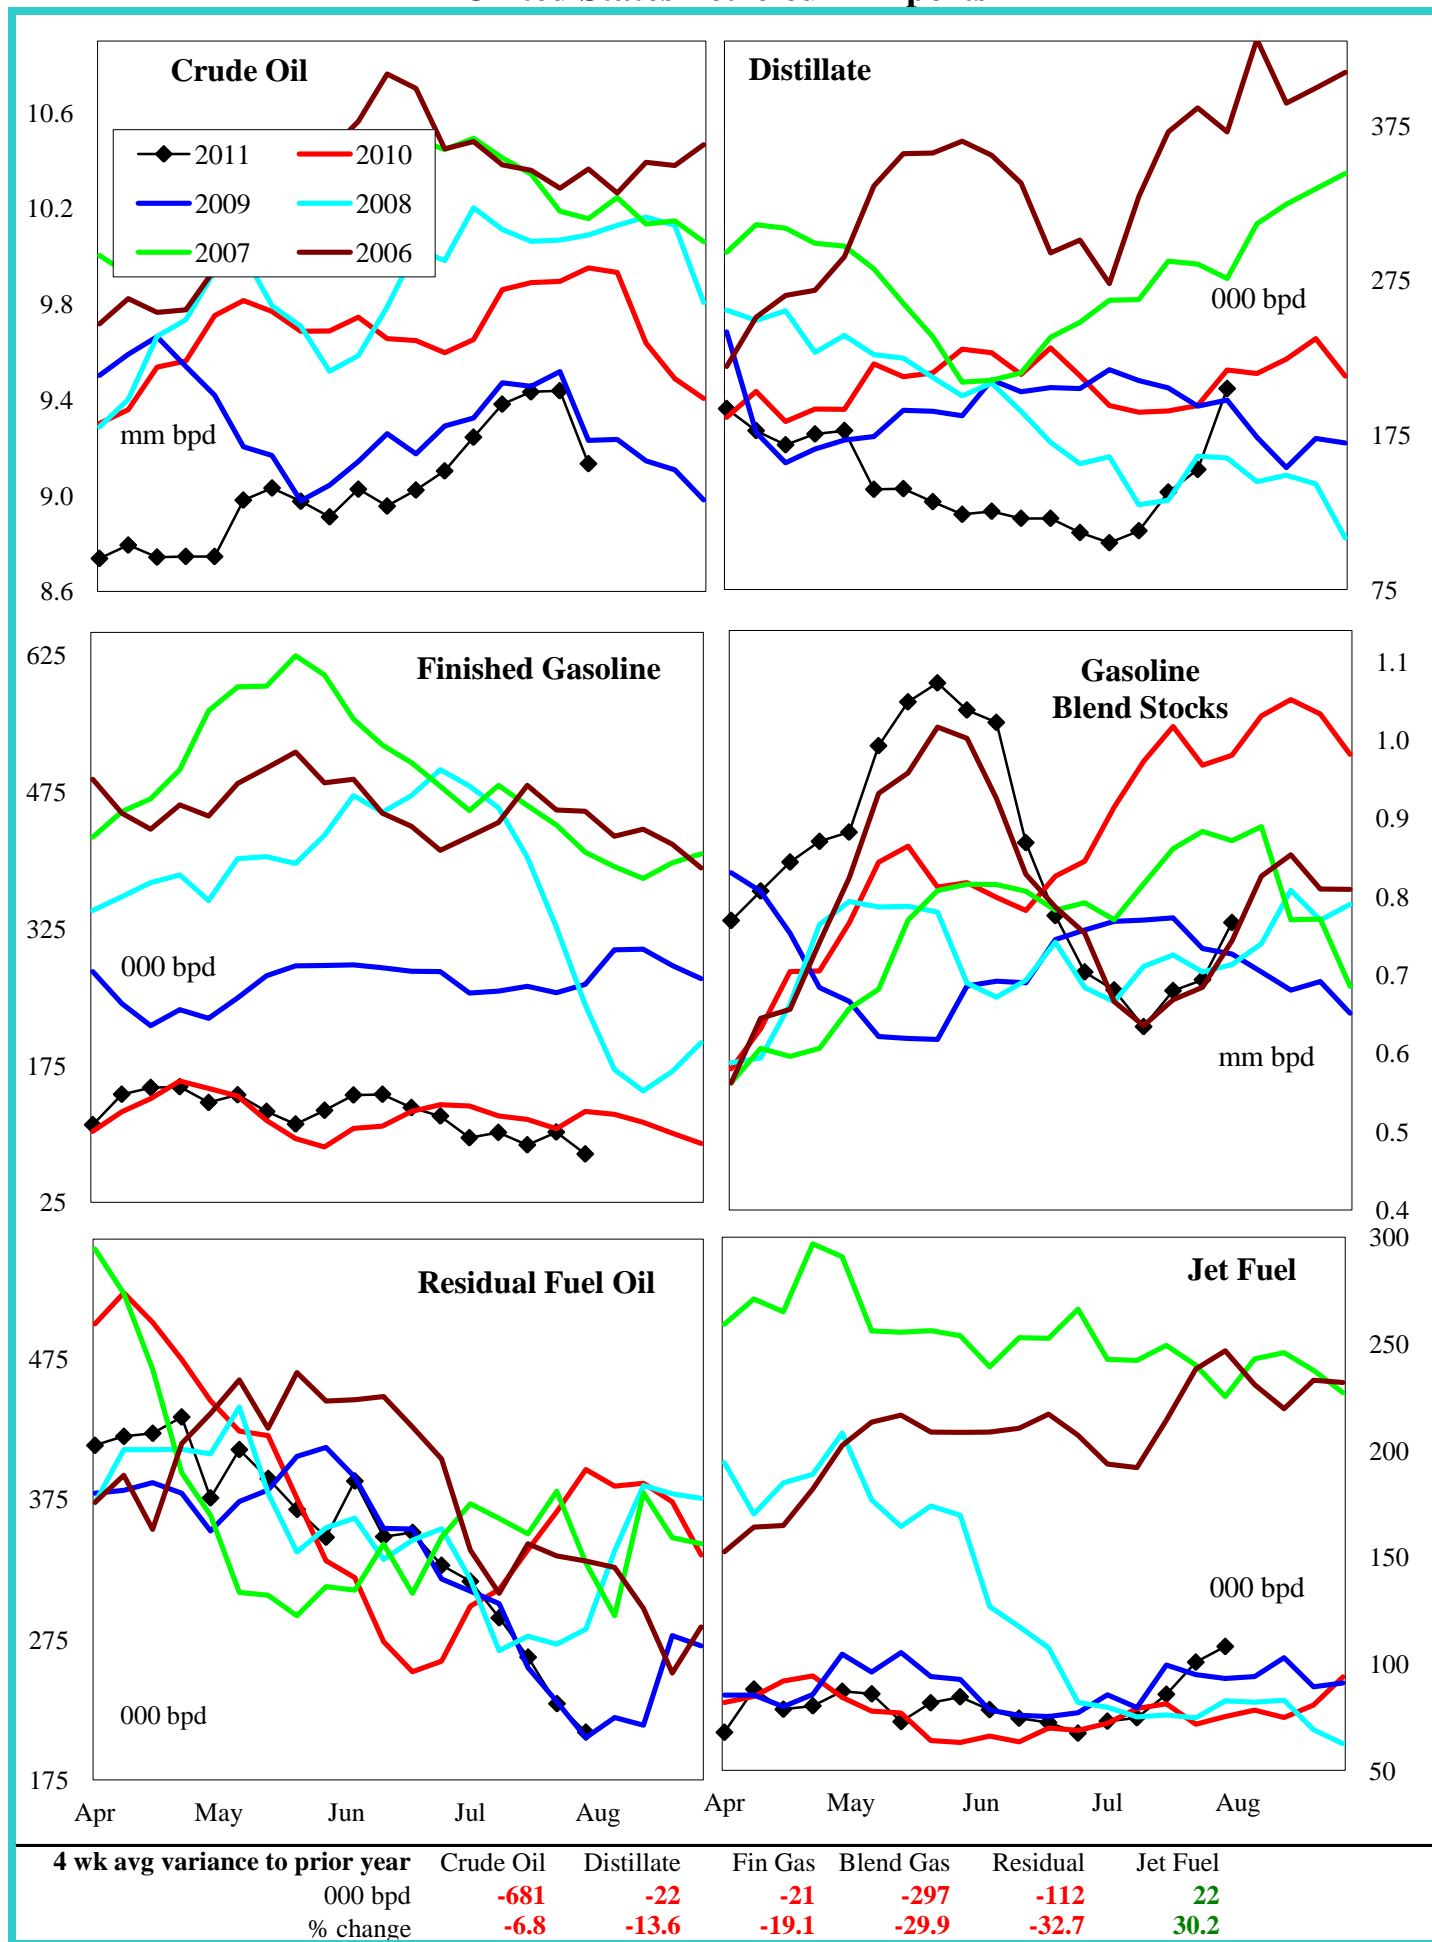 Crude Oil
Distillate
10.6
10.2
9.8
9.4
9.0
8.6
2011
2010
2009
2008
2007
2006
mm bpd
375
275
175
75
000 bpd
Finished Gasoline
Gasoline
Blend Stocks
625
475
325
175
25
000 bpd
1.1
1.0
0.9
0.8
0.7
0.6
0.5
0.4
mm bpd
Residual Fuel Oil
Jet Fuel
475
375
275
175
000 bpd
300
250
200
150
100
50
000 bpd
Apr May Jun Jul Aug
Apr May Jun Jul Aug
4 wk avg variance to prior year Crude Oil Distillate Fin Gas Blend Gas Residual Jet Fuel
000 bpd -681 -22 -21 -297 -112 22
% change -6.8 -13.6 -19.1 -29.9 -32.7 30.2